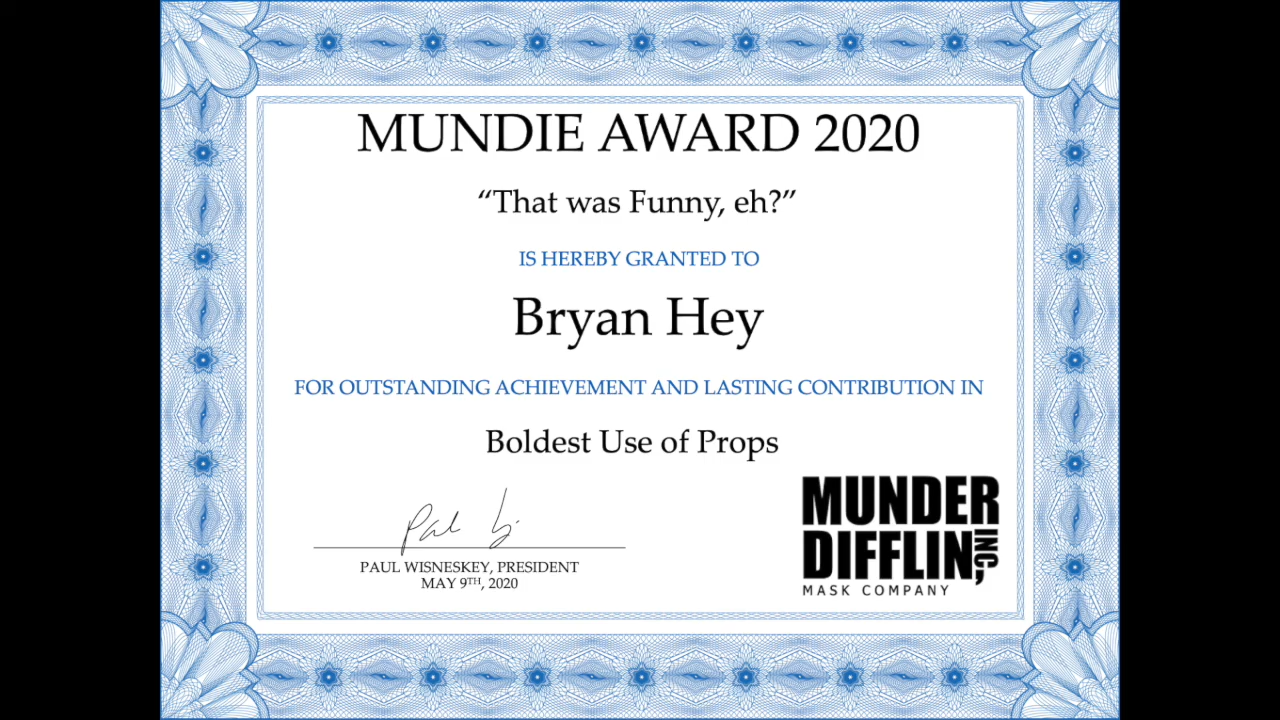 MUNDIE AWARD 2020
“That was Funny, eh?”
IS HEREBY GRANTED TO
Bryan Hey
FOR OUTSTANDING ACHIEVEMENT AND LASTING CONTRIBUTION IN
Boldest Use of Props
PAUL WISNESKEY, PRESIDENT
MAY 9TH, 2020
MUNDER
DIFFLIN INC.,
MASK COMPANY